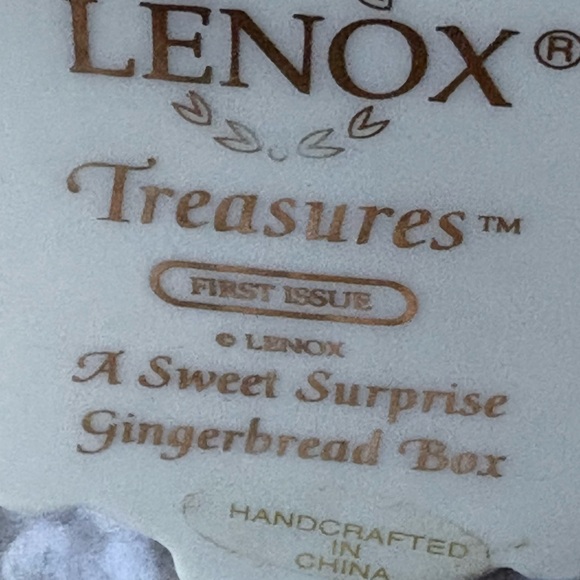 LENOX®
Treasures™
FIRST ISSUE
© LENOX
A Sweet Surprise
Gingerbread Box
HANDCRAFTED
IN
CHINA